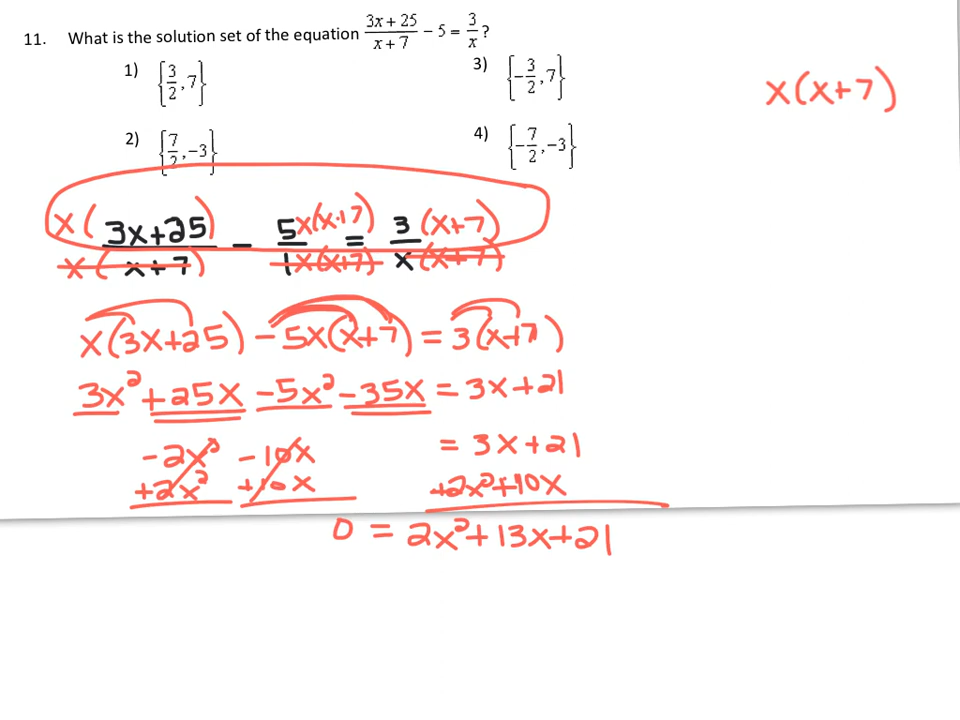 11. What is the solution set of the equation (3x + 25)/(x + 7) − 5 = 3/x ?
1) {3/2, 7}
3) {−3/2, 7}
x(x+7)
2) {7/2, −3}
4) {−7/2, −3}
x(3x+25)/x(x+7) − 5x(x+7)/1x(x+7) = 3(x+7)/x(x+7)
x(3x+25) − 5x(x+7) = 3(x+7)
3x² + 25x − 5x² − 35x = 3x + 21
−2x² − 10x = 3x + 21
+2x² +10x +2x² +10x
0 = 2x² + 13x + 21